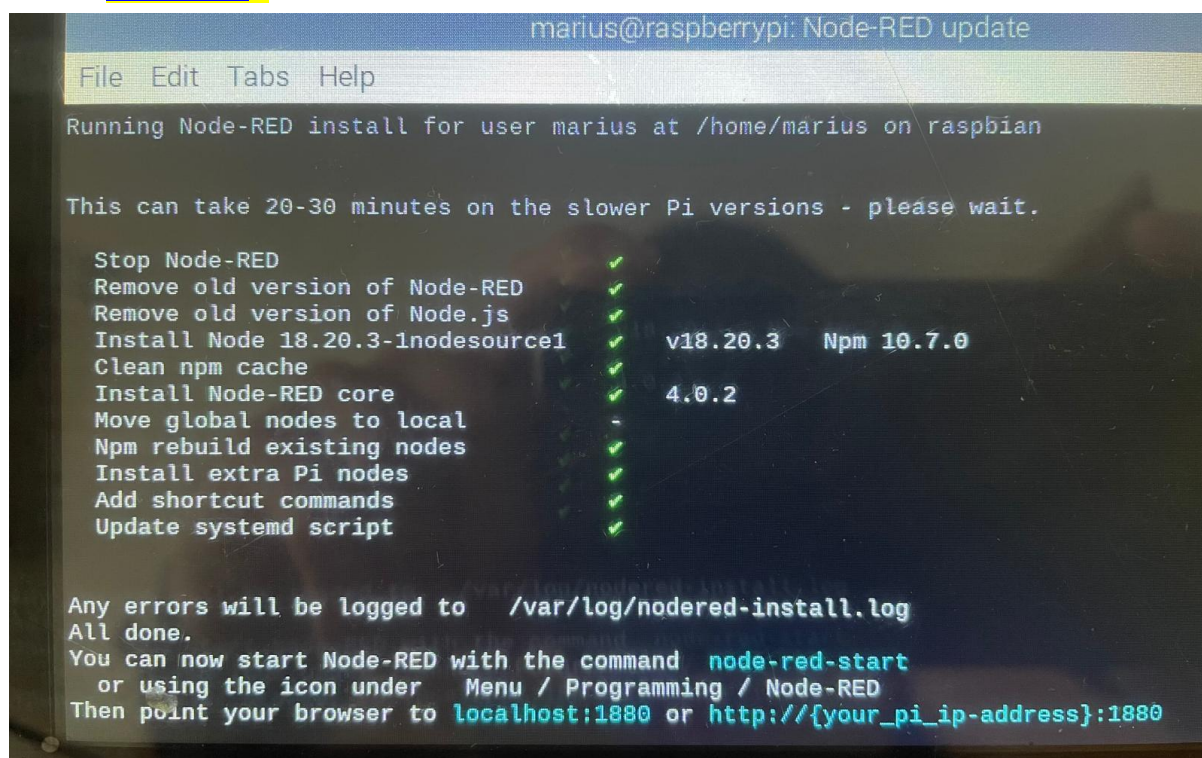 marius@raspberrypi: Node-RED update
File Edit Tabs Help
Running Node-RED install for user marius at /home/marius on raspbian
This can take 20-30 minutes on the slower Pi versions - please wait.
Stop Node-RED ✔
Remove old version of Node-RED ✔
Remove old version of Node.js ✔
Install Node 18.20.3-1nodesource1 ✔ v18.20.3 Npm 10.7.0
Clean npm cache ✔
Install Node-RED core ✔ 4.0.2
Move global nodes to local -
Npm rebuild existing nodes ✔
Install extra Pi nodes ✔
Add shortcut commands ✔
Update systemd script ✔
Any errors will be logged to /var/log/nodered-install.log
All done.
You can now start Node-RED with the command node-red-start
or using the icon under Menu / Programming / Node-RED
Then point your browser to localhost:1880 or http://{your_pi_ip-address}:1880